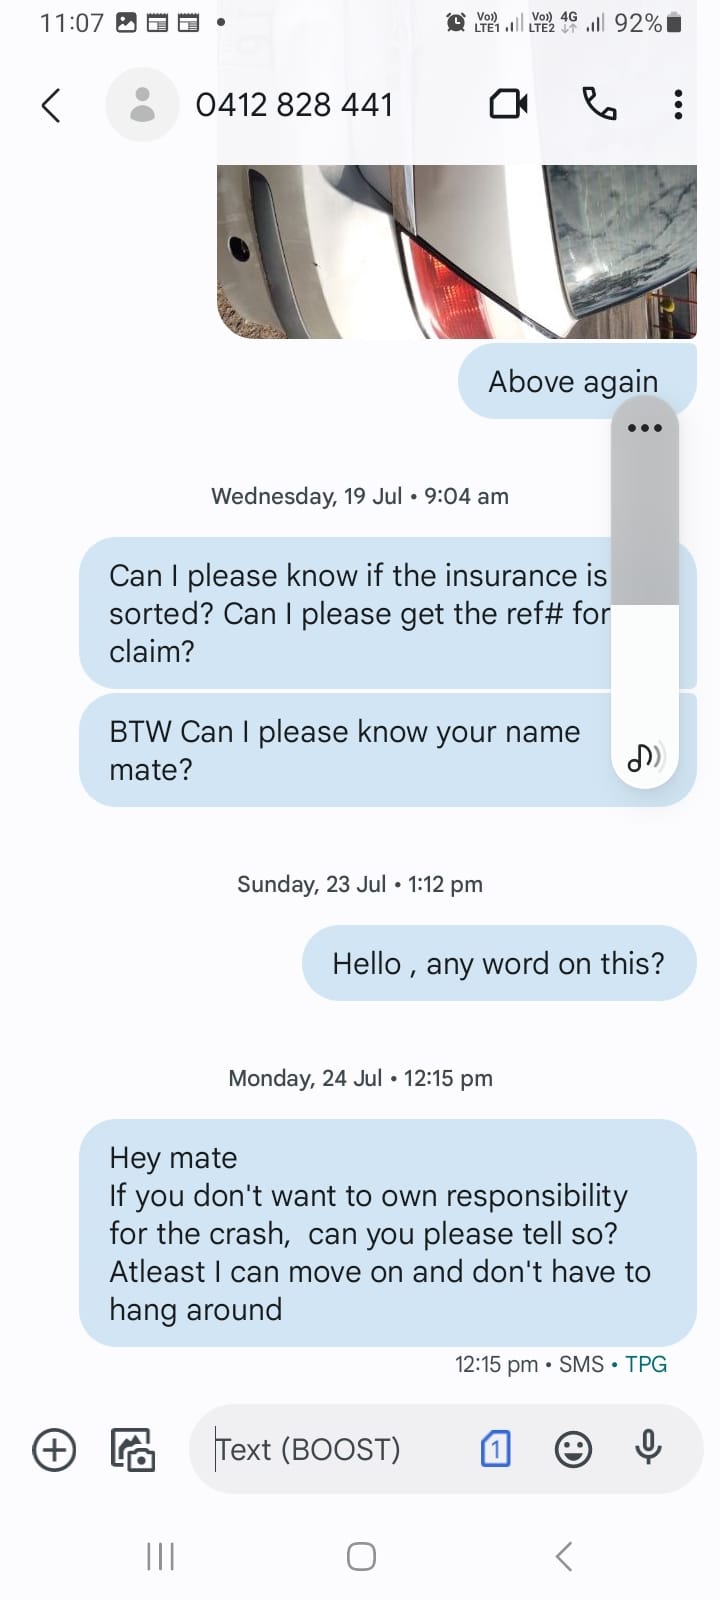 11:07
Vo)) LTE1 Vo)) LTE2 4G 92%
0412 828 441
Above again
Wednesday, 19 Jul • 9:04 am
Can I please know if the insurance is
sorted? Can I please get the ref# for
claim?
BTW Can I please know your name
mate?
Sunday, 23 Jul • 1:12 pm
Hello , any word on this?
Monday, 24 Jul • 12:15 pm
Hey mate
If you don't want to own responsibility
for the crash,  can you please tell so?
Atleast I can move on and don't have to
hang around
12:15 pm • SMS • TPG
Text (BOOST)
1